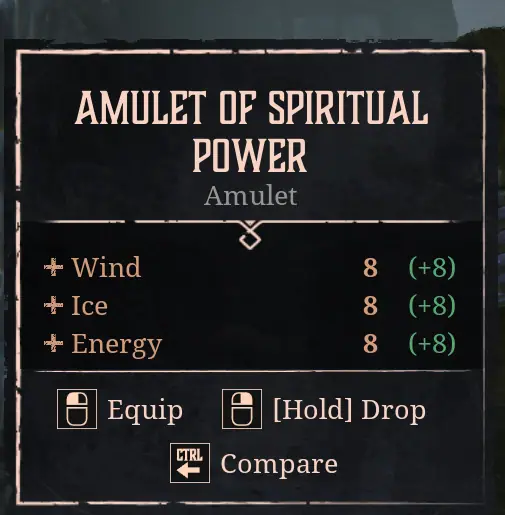 AMULET OF SPIRITUAL
POWER
Amulet
Wind 8 (+8)
Ice 8 (+8)
Energy 8 (+8)
Equip [Hold] Drop
CTRL Compare